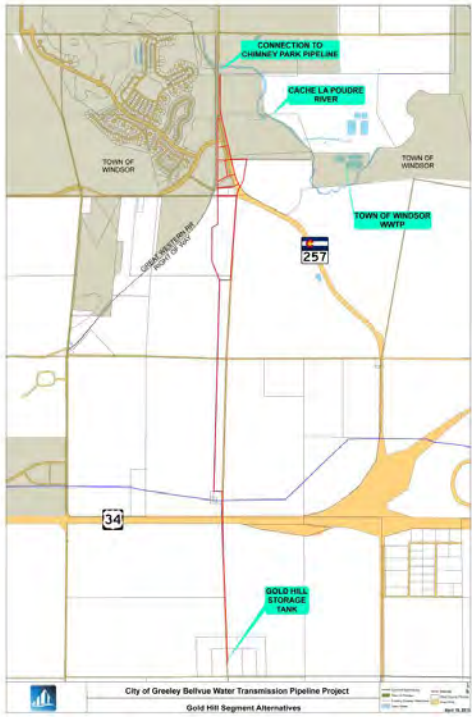 CONNECTION TO
CHIMNEY PARK PIPELINE
CACHE LA POUDRE
RIVER
TOWN OF
WINDSOR
TOWN OF
WINDSOR
TOWN OF WINDSOR
WWTP
GREAT WESTERN RR
RIGHT OF WAY
257
34
GOLD HILL
STORAGE
TANK
City of Greeley Bellvue Water Transmission Pipeline Project
Gold Hill Segment Alternatives